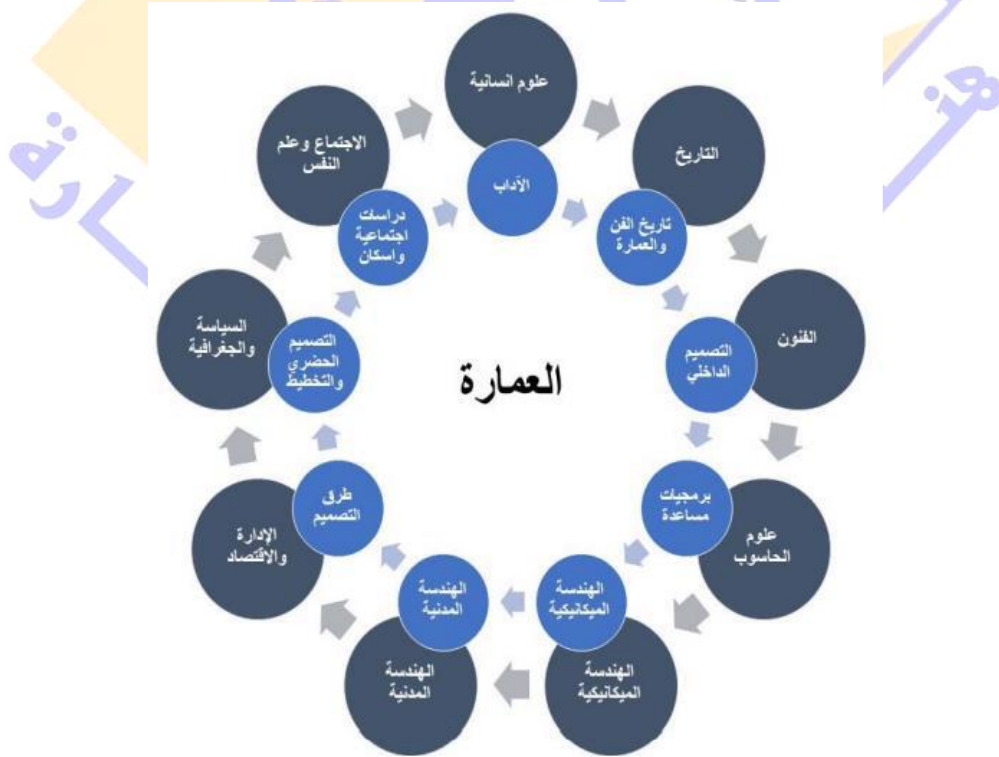 علوم انسانية
الآداب
التاريخ
تاريخ الفن
والعمارة
الفنون
التصميم
الداخلي
علوم
الحاسوب
برمجيات
مساعدة
الهندسة
الميكانيكية
الهندسة
الميكانيكية
الهندسة
المدنية
الهندسة
المدنية
الإدارة
والاقتصاد
طرق
التصميم
السياسة
والجغرافية
التصميم
الحضري
والتخطيط
الاجتماع وعلم
النفس
دراسات
اجتماعية
واسكان
العمارة